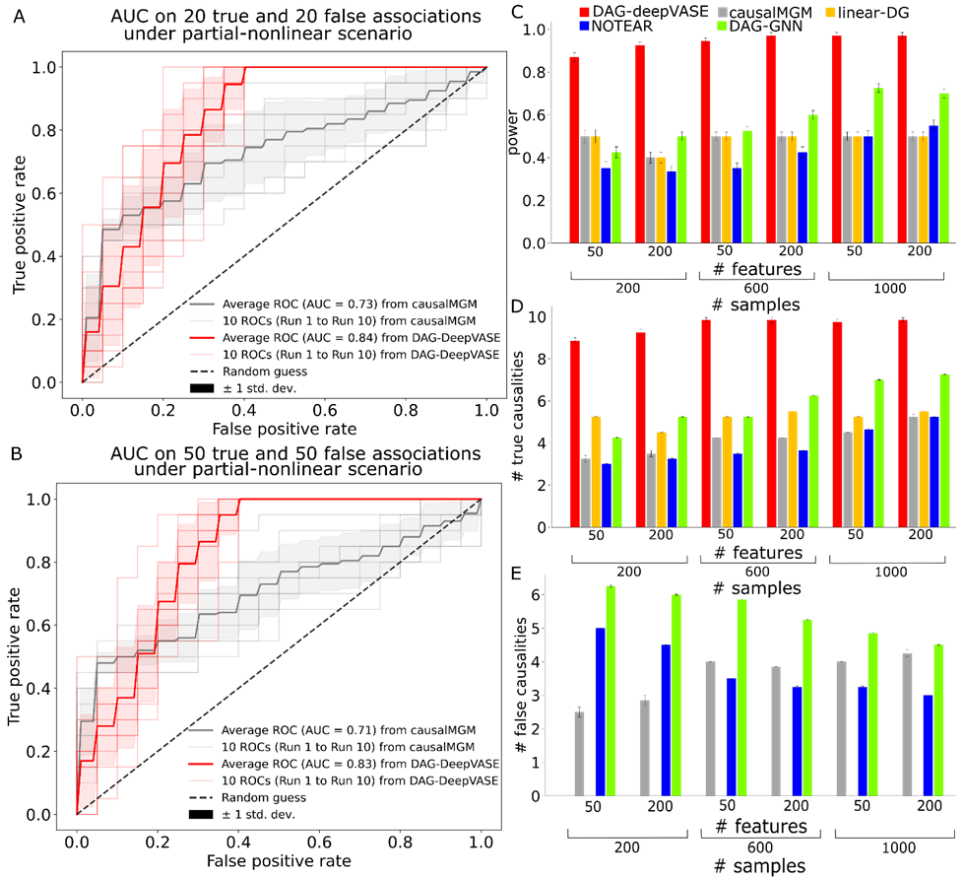 A
AUC on 20 true and 20 false associations
under partial-nonlinear scenario
True positive rate
1.0
0.8
0.6
0.4
0.2
0.0
Average ROC (AUC = 0.73) from causalMGM
10 ROCs (Run 1 to Run 10) from causalMGM
Average ROC (AUC = 0.84) from DAG-DeepVASE
10 ROCs (Run 1 to Run 10) from DAG-DeepVASE
Random guess
± 1 std. dev.
0.0 0.2 0.4 0.6 0.8 1.0
False positive rate
B
AUC on 50 true and 50 false associations
under partial-nonlinear scenario
True positive rate
1.0
0.8
0.6
0.4
0.2
0.0
Average ROC (AUC = 0.71) from causalMGM
10 ROCs (Run 1 to Run 10) from causalMGM
Average ROC (AUC = 0.83) from DAG-DeepVASE
10 ROCs (Run 1 to Run 10) from DAG-DeepVASE
Random guess
± 1 std. dev.
0.0 0.2 0.4 0.6 0.8 1.0
False positive rate
C
DAG-deepVASE causalMGM linear-DG
NOTEAR DAG-GNN
power
1.0
0.8
0.6
0.4
0.2
0.0
50 200 50 200 50 200
# features
200 600 1000
# samples
D
# true causalities
10
8
6
4
2
0
50 200 50 200 50 200
# features
200 600 1000
# samples
E
# false causalities
6
5
4
3
2
1
0
50 200 50 200 50 200
# features
200 600 1000
# samples